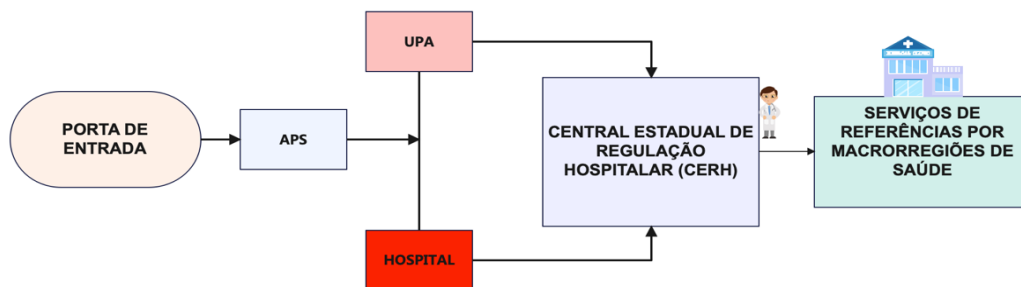 UPA
PORTA DE
ENTRADA
APS
HOSPITAL
CENTRAL ESTADUAL DE
REGULAÇÃO
HOSPITALAR (CERH)
SERVIÇOS DE
REFERÊNCIAS POR
MACRORREGIÕES DE
SAÚDE